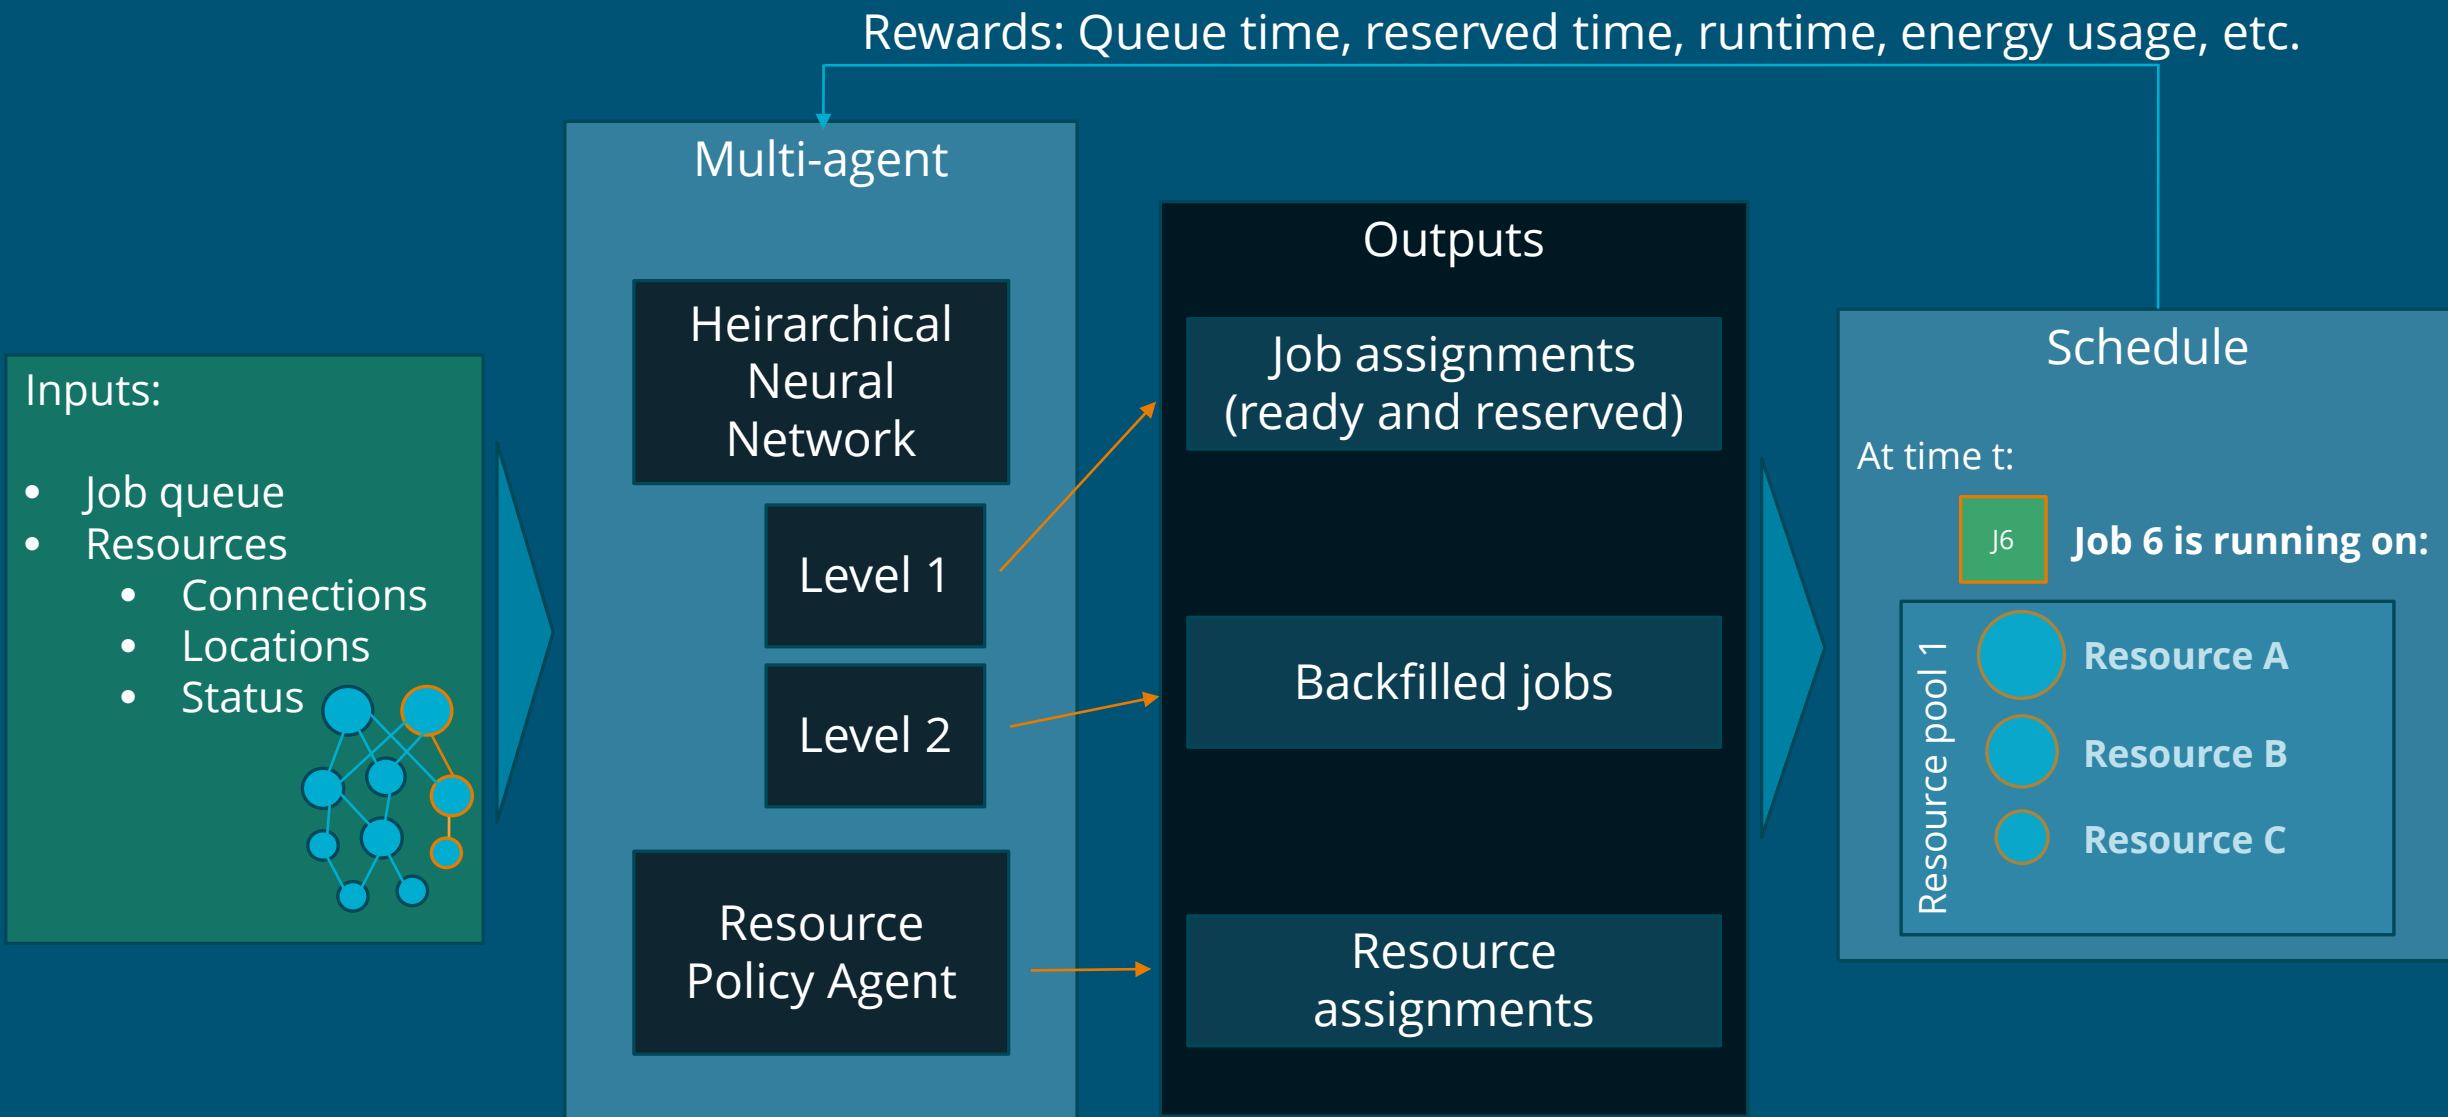 Rewards: Queue time, reserved time, runtime, energy usage, etc.
Inputs:
• Job queue
• Resources
• Connections
• Locations
• Status
Multi-agent
Heirarchical
Neural
Network
Level 1
Level 2
Resource
Policy Agent
Outputs
Job assignments
(ready and reserved)
Backfilled jobs
Resource
assignments
Schedule
At time t:
J6
Job 6 is running on:
Resource pool 1
Resource A
Resource B
Resource C